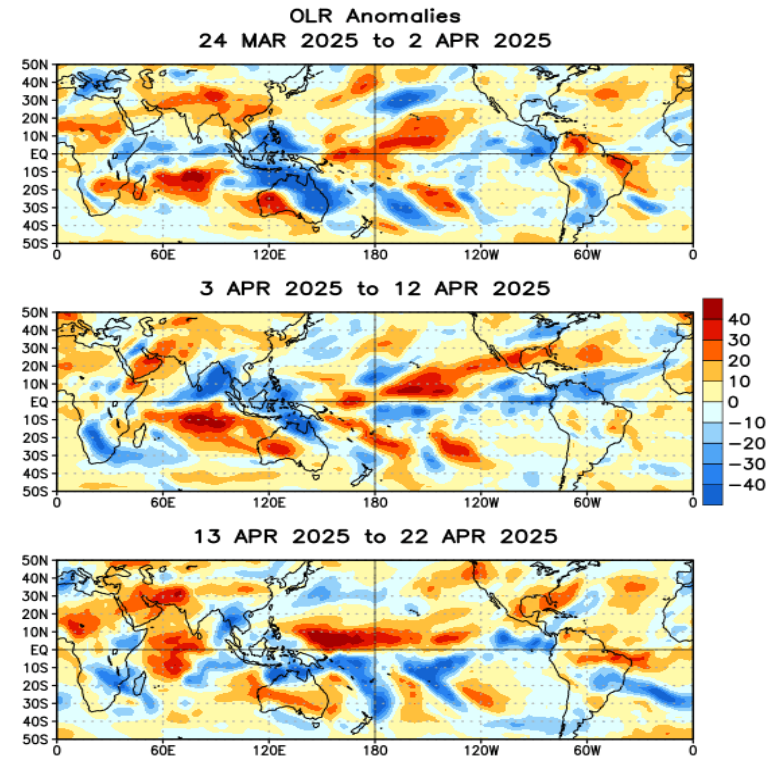 OLR Anomalies
24 MAR 2025 to 2 APR 2025
50N
40N
30N
20N
10N
EQ
10S
20S
30S
40S
50S
0 60E 120E 180 120W 60W 0
3 APR 2025 to 12 APR 2025
50N
40N
30N
20N
10N
EQ
10S
20S
30S
40S
50S
0 60E 120E 180 120W 60W 0
40
30
20
10
0
-10
-20
-30
-40
13 APR 2025 to 22 APR 2025
50N
40N
30N
20N
10N
EQ
10S
20S
30S
40S
50S
0 60E 120E 180 120W 60W 0